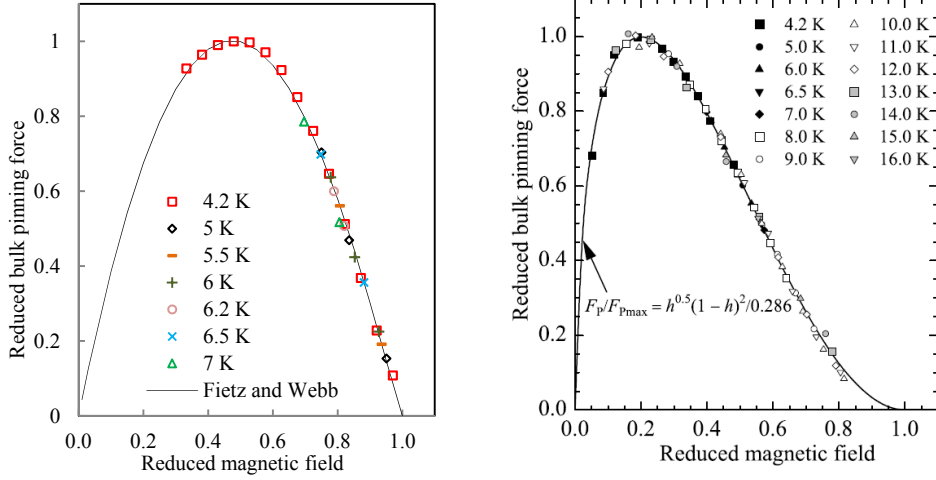 Reduced bulk pinning force
1
0.8
0.6
0.4
0.2
0
0.0
0.2
0.4
0.6
0.8
1.0
Reduced magnetic field
4.2 K
5 K
5.5 K
6 K
6.2 K
6.5 K
7 K
Fietz and Webb
Reduced bulk pinning force
1.0
0.8
0.6
0.4
0.2
0.0
0.0
0.2
0.4
0.6
0.8
1.0
Reduced magnetic field
4.2 K
5.0 K
6.0 K
6.5 K
7.0 K
8.0 K
9.0 K
10.0 K
11.0 K
12.0 K
13.0 K
14.0 K
15.0 K
16.0 K
F_P/F_Pmax = h^0.5(1 − h)^2/0.286